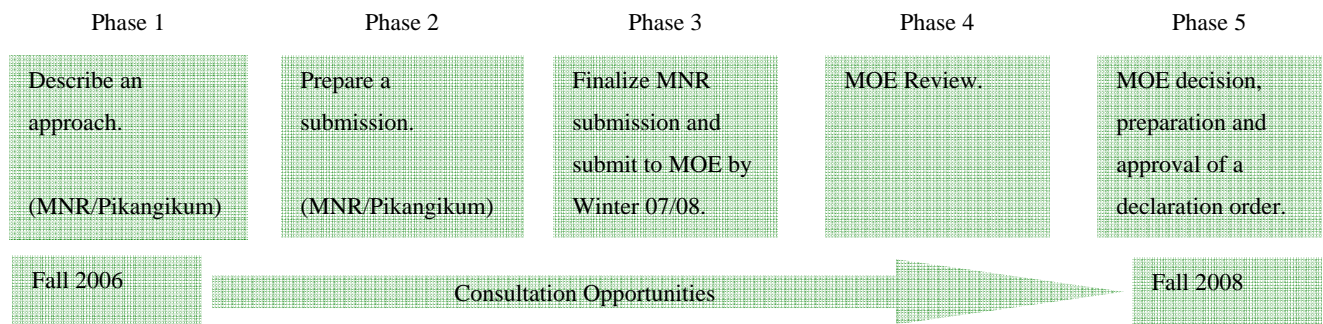 Phase 1
Phase 2
Phase 3
Phase 4
Phase 5
Describe an
approach.
(MNR/Pikangikum)
Prepare a
submission.
(MNR/Pikangikum)
Finalize MNR
submission and
submit to MOE by
Winter 07/08.
MOE Review.
MOE decision,
preparation and
approval of a
declaration order.
Fall 2006
Consultation Opportunities
Fall 2008